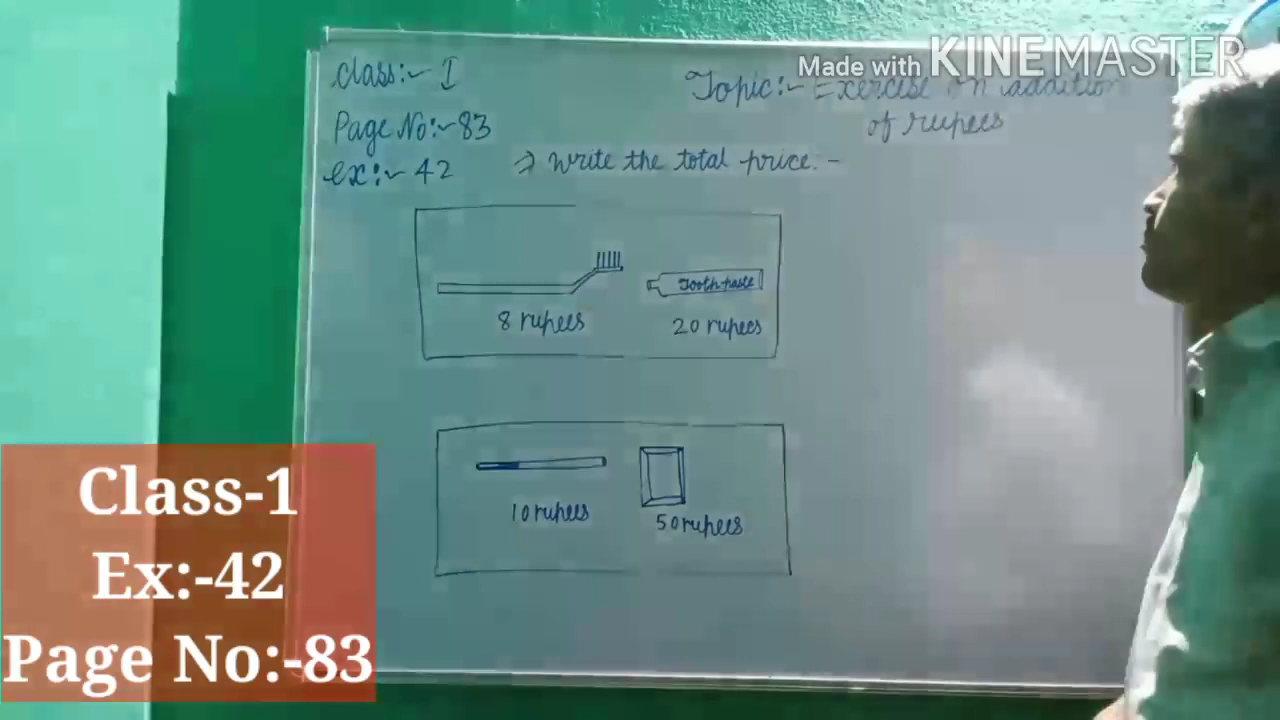 Made with KINEMASTER
Class:- I
Topic:- Exercise on addition
of rupees
Page No:-83
ex:- 42
⇒ Write the total price:-
Tooth paste
8 rupees
20 rupees
10 rupees
50 rupees
Class-1
Ex:-42
Page No:-83